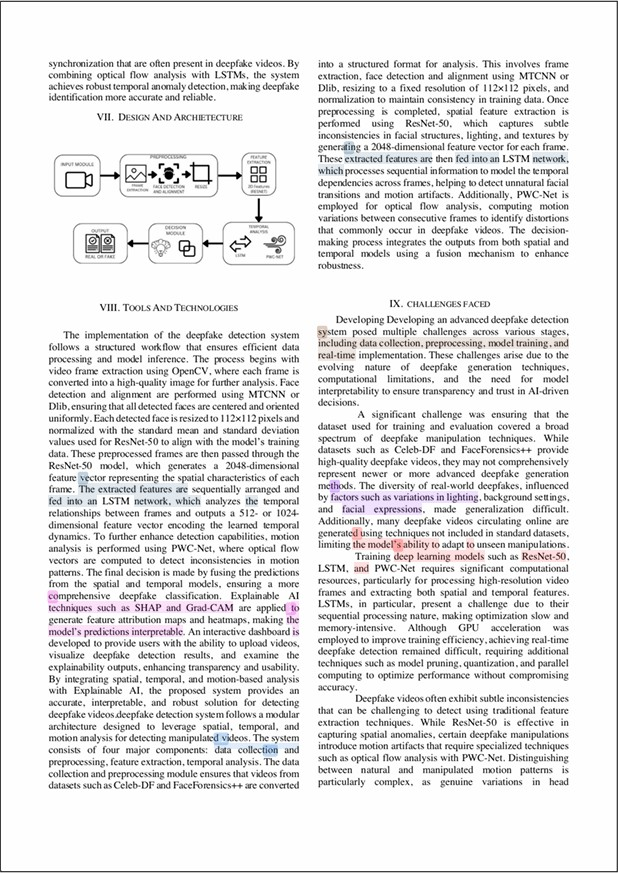 synchronization that are often present in deepfake videos. By
combining optical flow analysis with LSTMs, the system
achieves robust temporal anomaly detection, making deepfake
identification more accurate and reliable.
VII. DESIGN AND ARCHIETECTURE
INPUT MODULE
PREPROCESSING
FRAME
EXTRACTION
FACE DETECTION
AND ALIGNMENT
RESIZE
FEATURE
EXTRACTION
2D Features
(RESNET)
OUTPUT
REAL OR FAKE
DECISION
MODULE
TEMPORAL
ANALYSIS
LSTM
PWC-NET
VIII. TOOLS AND TECHNOLOGIES
The implementation of the deepfake detection system
follows a structured workflow that ensures efficient data
processing and model inference. The process begins with
video frame extraction using OpenCV, where each frame is
converted into a high-quality image for further analysis. Face
detection and alignment are performed using MTCNN or
Dlib, ensuring that all detected faces are centered and oriented
uniformly. Each detected face is resized to 112×112 pixels and
normalized with the standard mean and standard deviation
values used for ResNet-50 to align with the model's training
data. These preprocessed frames are then passed through the
ResNet-50 model, which generates a 2048-dimensional
feature vector representing the spatial characteristics of each
frame. The extracted features are sequentially arranged and
fed into an LSTM network, which analyzes the temporal
relationships between frames and outputs a 512- or 1024-
dimensional feature vector encoding the learned temporal
dynamics. To further enhance detection capabilities, motion
analysis is performed using PWC-Net, where optical flow
vectors are computed to detect inconsistencies in motion
patterns. The final decision is made by fusing the predictions
from the spatial and temporal models, ensuring a more
comprehensive deepfake classification. Explainable AI
techniques such as SHAP and Grad-CAM are applied to
generate feature attribution maps and heatmaps, making the
model's predictions interpretable. An interactive dashboard is
developed to provide users with the ability to upload videos,
visualize deepfake detection results, and examine the
explainability outputs, enhancing transparency and usability.
By integrating spatial, temporal, and motion-based analysis
with Explainable AI, the proposed system provides an
accurate, interpretable, and robust solution for detecting
deepfake videos.deepfake detection system follows a modular
architecture designed to leverage spatial, temporal, and
motion analysis for detecting manipulated videos. The system
consists of four major components: data collection and
preprocessing, feature extraction, temporal analysis. The data
collection and preprocessing module ensures that videos from
datasets such as Celeb-DF and FaceForensics++ are converted
into a structured format for analysis. This involves frame
extraction, face detection and alignment using MTCNN or
Dlib, resizing to a fixed resolution of 112×112 pixels, and
normalization to maintain consistency in training data. Once
preprocessing is completed, spatial feature extraction is
performed using ResNet-50, which captures subtle
inconsistencies in facial structures, lighting, and textures by
generating a 2048-dimensional feature vector for each frame.
These extracted features are then fed into an LSTM network,
which processes sequential information to model the temporal
dependencies across frames, helping to detect unnatural facial
transitions and motion artifacts. Additionally, PWC-Net is
employed for optical flow analysis, computing motion
variations between consecutive frames to identify distortions
that commonly occur in deepfake videos. The decision-
making process integrates the outputs from both spatial and
temporal models using a fusion mechanism to enhance
robustness.
IX. CHALLENGES FACED
Developing Developing an advanced deepfake detection
system posed multiple challenges across various stages,
including data collection, preprocessing, model training, and
real-time implementation. These challenges arise due to the
evolving nature of deepfake generation techniques,
computational limitations, and the need for model
interpretability to ensure transparency and trust in AI-driven
decisions.
A significant challenge was ensuring that the
dataset used for training and evaluation covered a broad
spectrum of deepfake manipulation techniques. While
datasets such as Celeb-DF and FaceForensics++ provide
high-quality deepfake videos, they may not comprehensively
represent newer or more advanced deepfake generation
methods. The diversity of real-world deepfakes, influenced
by factors such as variations in lighting, background settings,
and facial expressions, made generalization difficult.
Additionally, many deepfake videos circulating online are
generated using techniques not included in standard datasets,
limiting the model's ability to adapt to unseen manipulations.
Training deep learning models such as ResNet-50,
LSTM, and PWC-Net requires significant computational
resources, particularly for processing high-resolution video
frames and extracting both spatial and temporal features.
LSTMs, in particular, present a challenge due to their
sequential processing nature, making optimization slow and
memory-intensive. Although GPU acceleration was
employed to improve training efficiency, achieving real-time
deepfake detection remained difficult, requiring additional
techniques such as model pruning, quantization, and parallel
computing to optimize performance without compromising
accuracy.
Deepfake videos often exhibit subtle inconsistencies
that can be challenging to detect using traditional feature
extraction techniques. While ResNet-50 is effective in
capturing spatial anomalies, certain deepfake manipulations
introduce motion artifacts that require specialized techniques
such as optical flow analysis with PWC-Net. Distinguishing
between natural and manipulated motion patterns is
particularly complex, as genuine variations in head